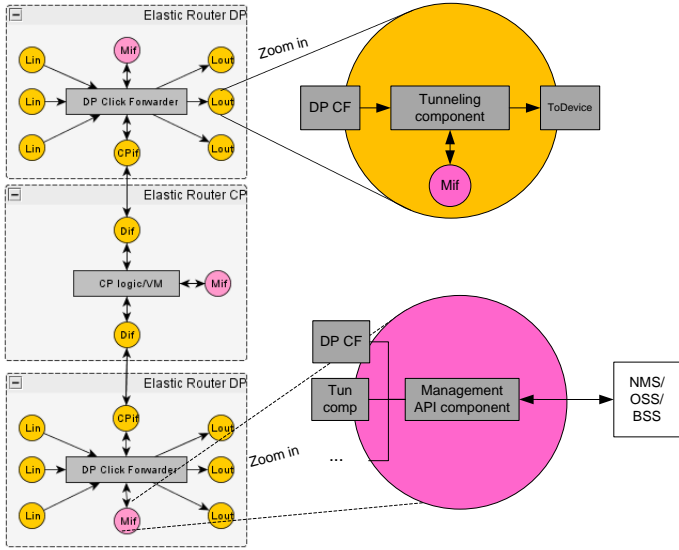 Elastic Router DP
Lin
Mif
Lout
Lin
DP Click Forwarder
Lout
Lin
CPif
Lout
Zoom in
DP CF
Tunneling
component
ToDevice
Mif
Elastic Router CP
Dif
CP logic/VM
Mif
Dif
Elastic Router DP
CPif
Lin
Lout
Lin
DP Click Forwarder
Lout
Lin
Mif
Lout
Zoom in
DP CF
Tun
comp
...
Management
API component
NMS/
OSS/
BSS